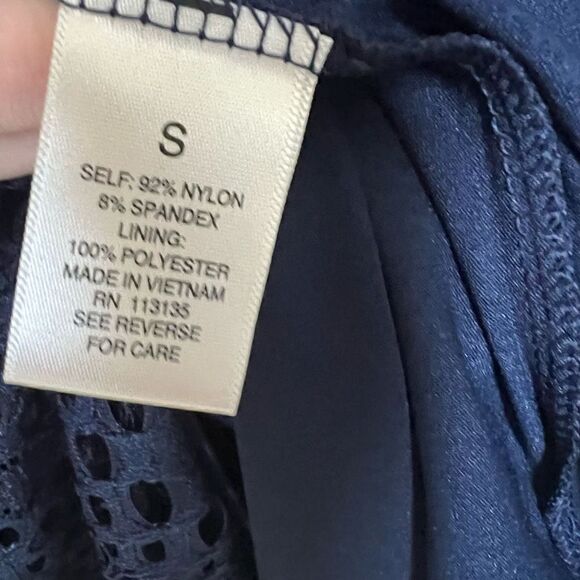 S
SELF: 92% NYLON
8% SPANDEX
LINING:
100% POLYESTER
MADE IN VIETNAM
RN 113135
SEE REVERSE
FOR CARE